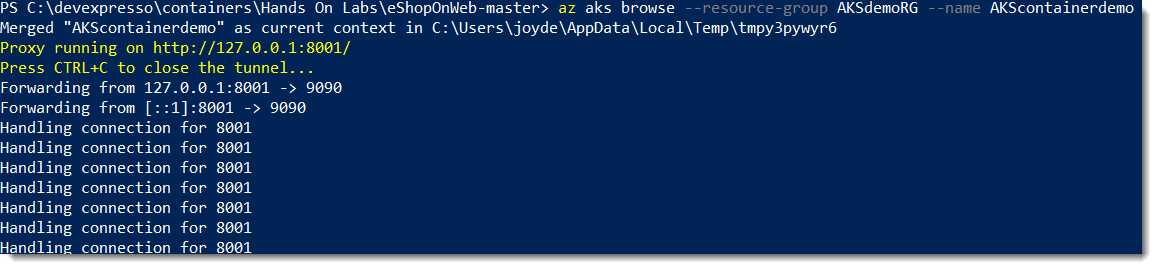 PS C:\devexpresso\containers\Hands On Labs\eShopOnWeb-master> az aks browse --resource-group AKSdemoRG --name AKScontainerdemo
Merged "AKScontainerdemo" as current context in C:\Users\joyde\AppData\Local\Temp\tmpy3pywyr6
Proxy running on http://127.0.0.1:8001/
Press CTRL+C to close the tunnel...
Forwarding from 127.0.0.1:8001 -> 9090
Forwarding from [::1]:8001 -> 9090
Handling connection for 8001
Handling connection for 8001
Handling connection for 8001
Handling connection for 8001
Handling connection for 8001
Handling connection for 8001
Handling connection for 8001